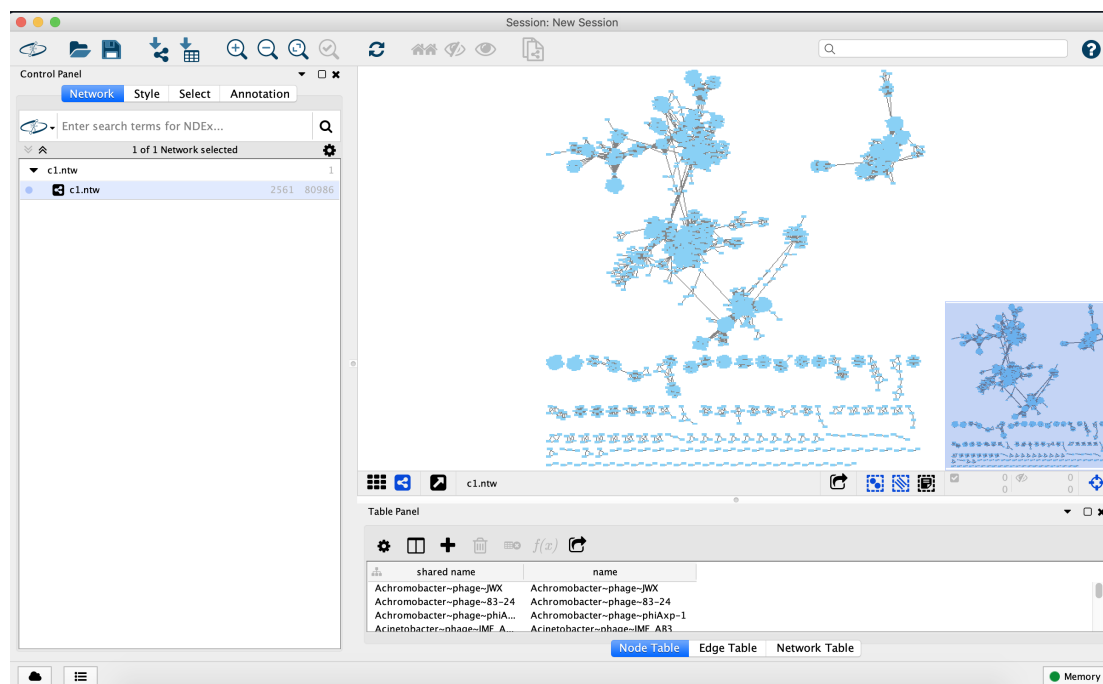 Session: New Session
Control Panel
Network Style Select Annotation
Enter search terms for NDEx...
1 of 1 Network selected
c1.ntw 1
c1.ntw 2561 80986
c1.ntw
0 0
0 0
Table Panel
f(x)
shared name name
Achromobacter~phage~JWX Achromobacter~phage~JWX
Achromobacter~phage~83-24 Achromobacter~phage~83-24
Achromobacter~phage~phiA... Achromobacter~phage~phiAxp-1
Acinetobacter~phage~IME_A... Acinetobacter~phage~IME_AB3
Node Table Edge Table Network Table
Memory